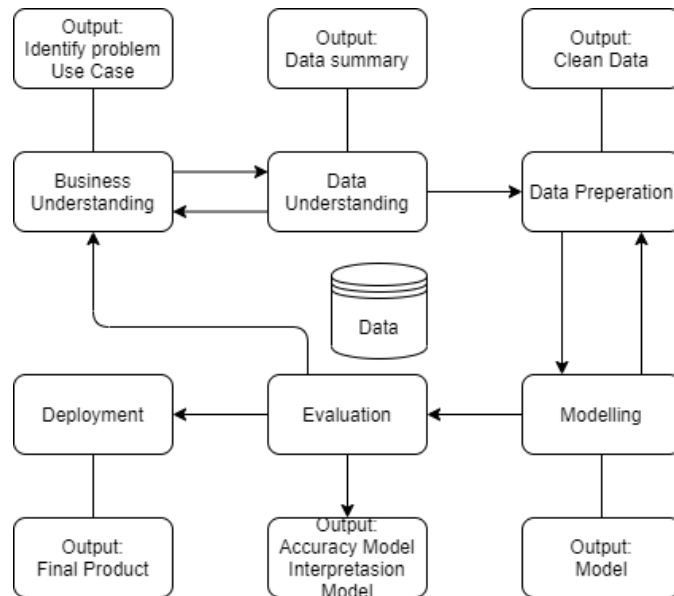 Output:
Identify problem
Use Case
Output:
Data summary
Output:
Clean Data
Business
Understanding
Data
Understanding
Data Preperation
Data
Deployment
Evaluation
Modelling
Output:
Final Product
Output:
Accuracy Model
Interpretasion
Model
Output:
Model